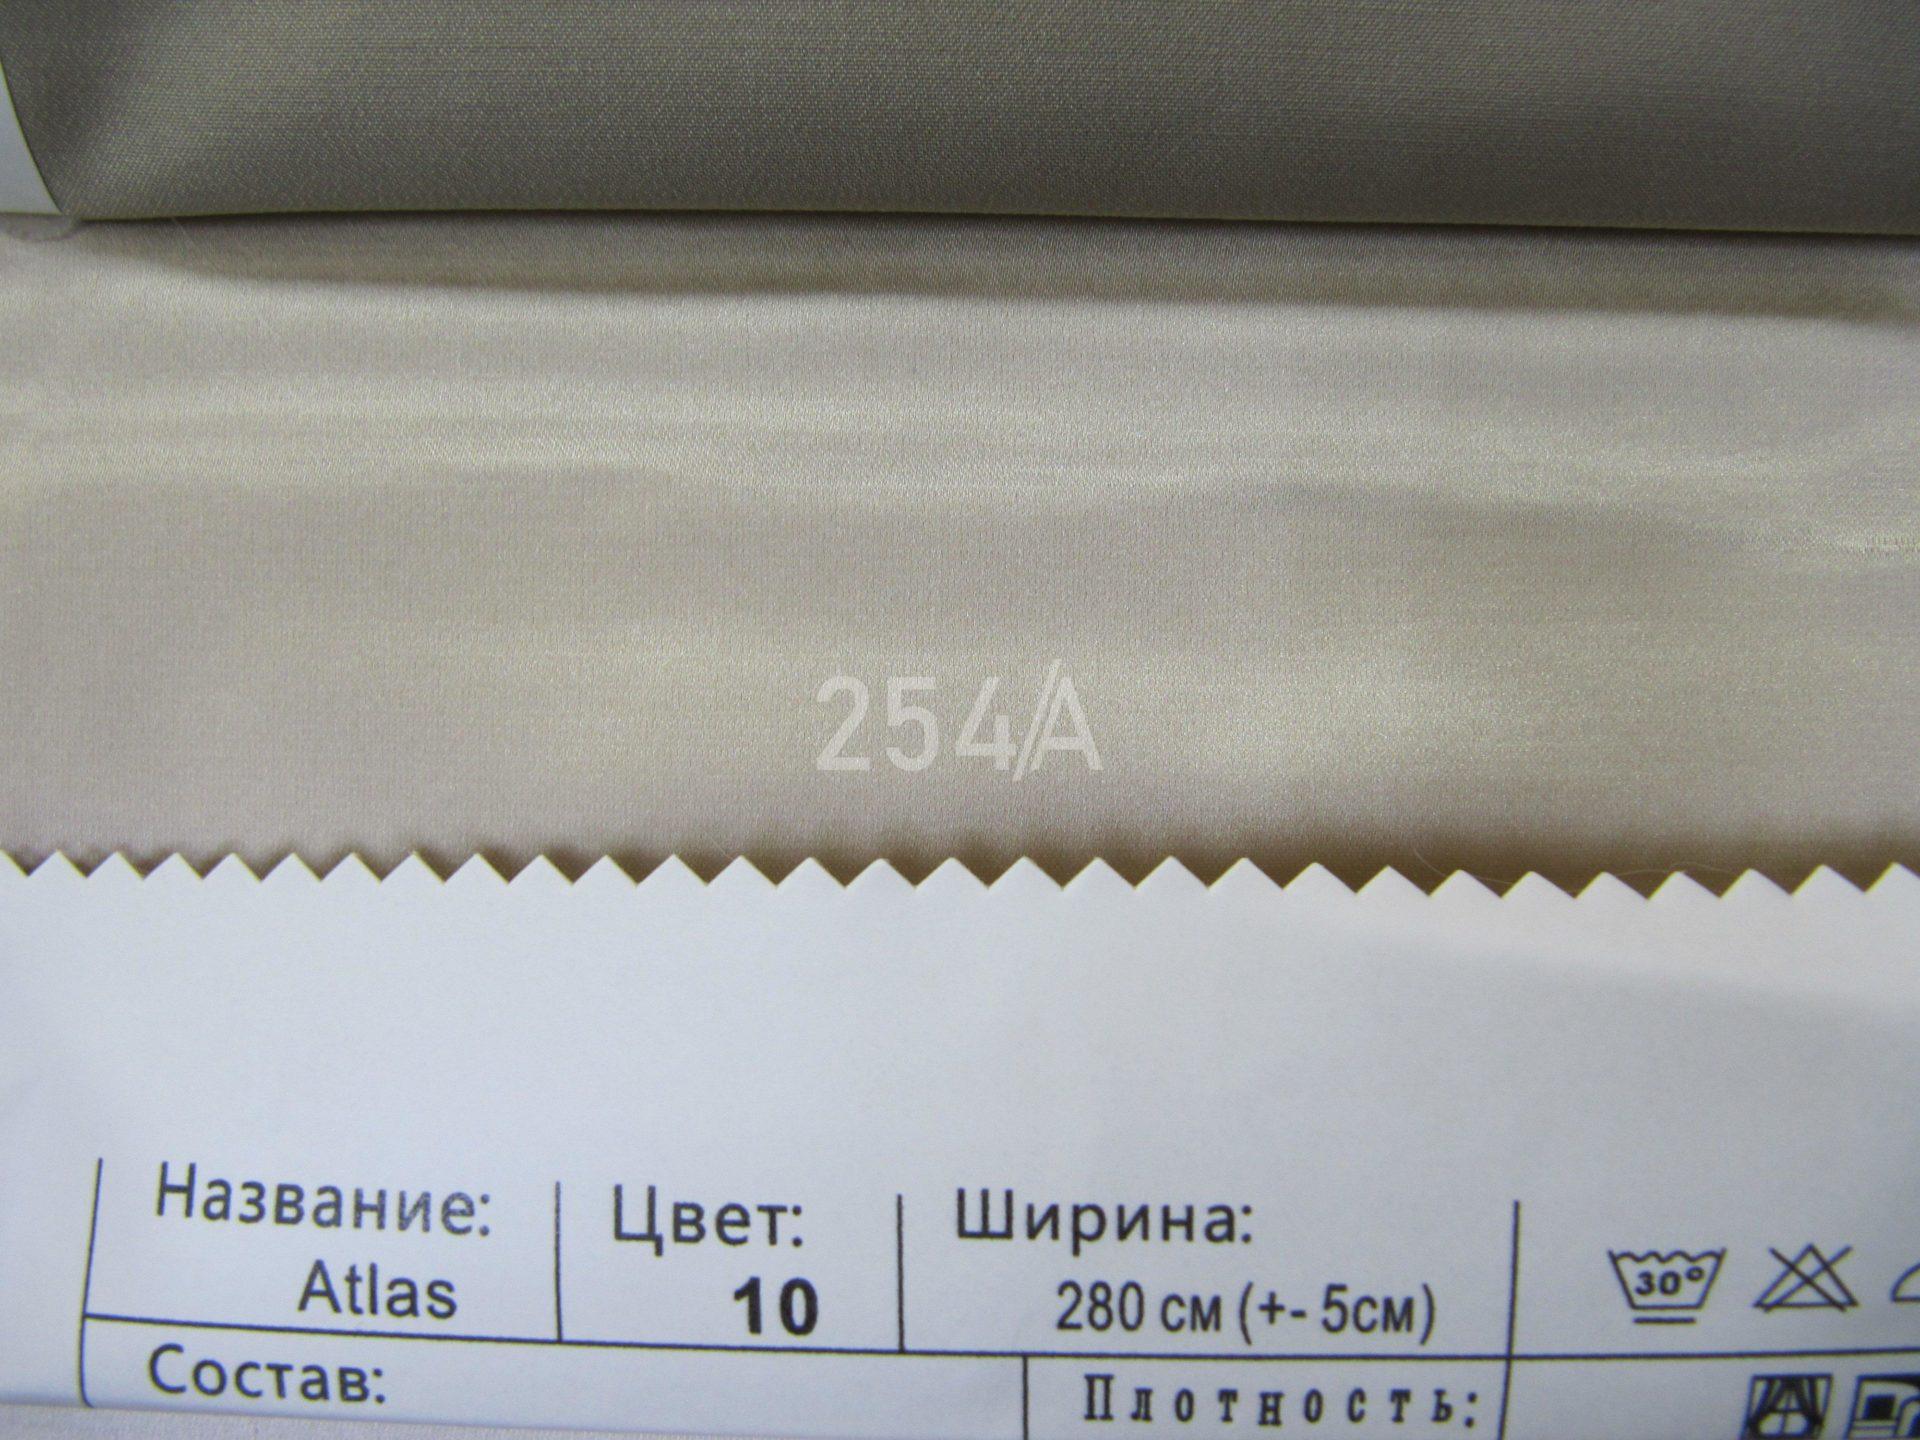 254/A
Название:
Atlas
Цвет:
10
Ширина:
280 см (+- 5см)
30°
Состав:
Плотность: